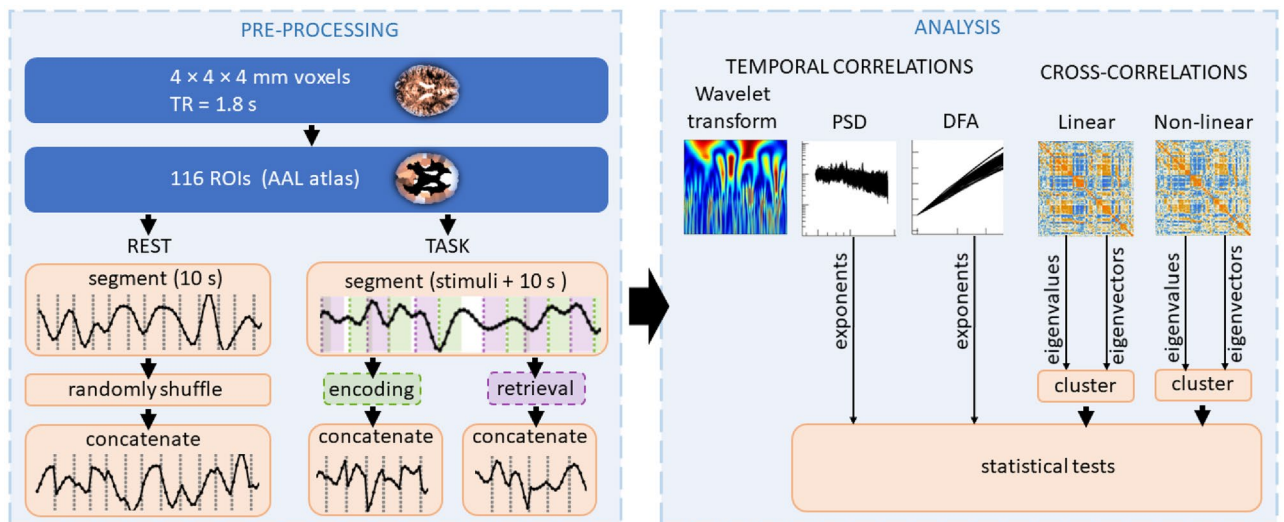 PRE-PROCESSING
4 × 4 × 4 mm voxels
TR = 1.8 s
116 ROIs (AAL atlas)
REST
TASK
segment (10 s)
segment (stimuli + 10 s )
randomly shuffle
encoding
retrieval
concatenate
concatenate
concatenate
ANALYSIS
TEMPORAL CORRELATIONS
CROSS-CORRELATIONS
Wavelet
transform
PSD
DFA
Linear
Non-linear
exponents
exponents
eigenvalues
eigenvectors
eigenvalues
eigenvectors
cluster
cluster
statistical tests